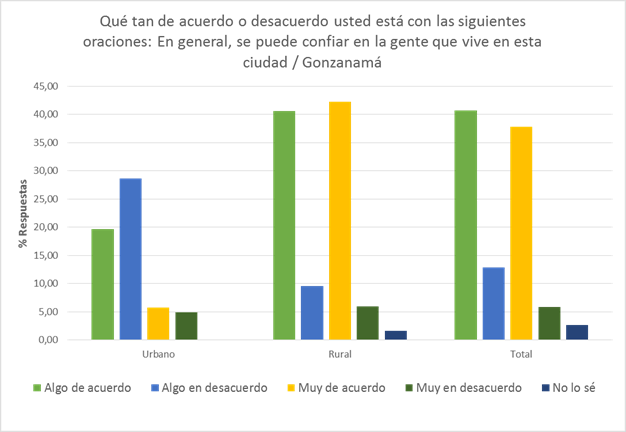 Qué tan de acuerdo o desacuerdo usted está con las siguientes
oraciones: En general, se puede confiar en la gente que vive en esta
ciudad / Gonzanamá
45,00
40,00
35,00
30,00
25,00
20,00
15,00
10,00
5,00
0,00
% Respuestas
Urbano Rural Total
Algo de acuerdo Algo en desacuerdo Muy de acuerdo Muy en desacuerdo No lo sé